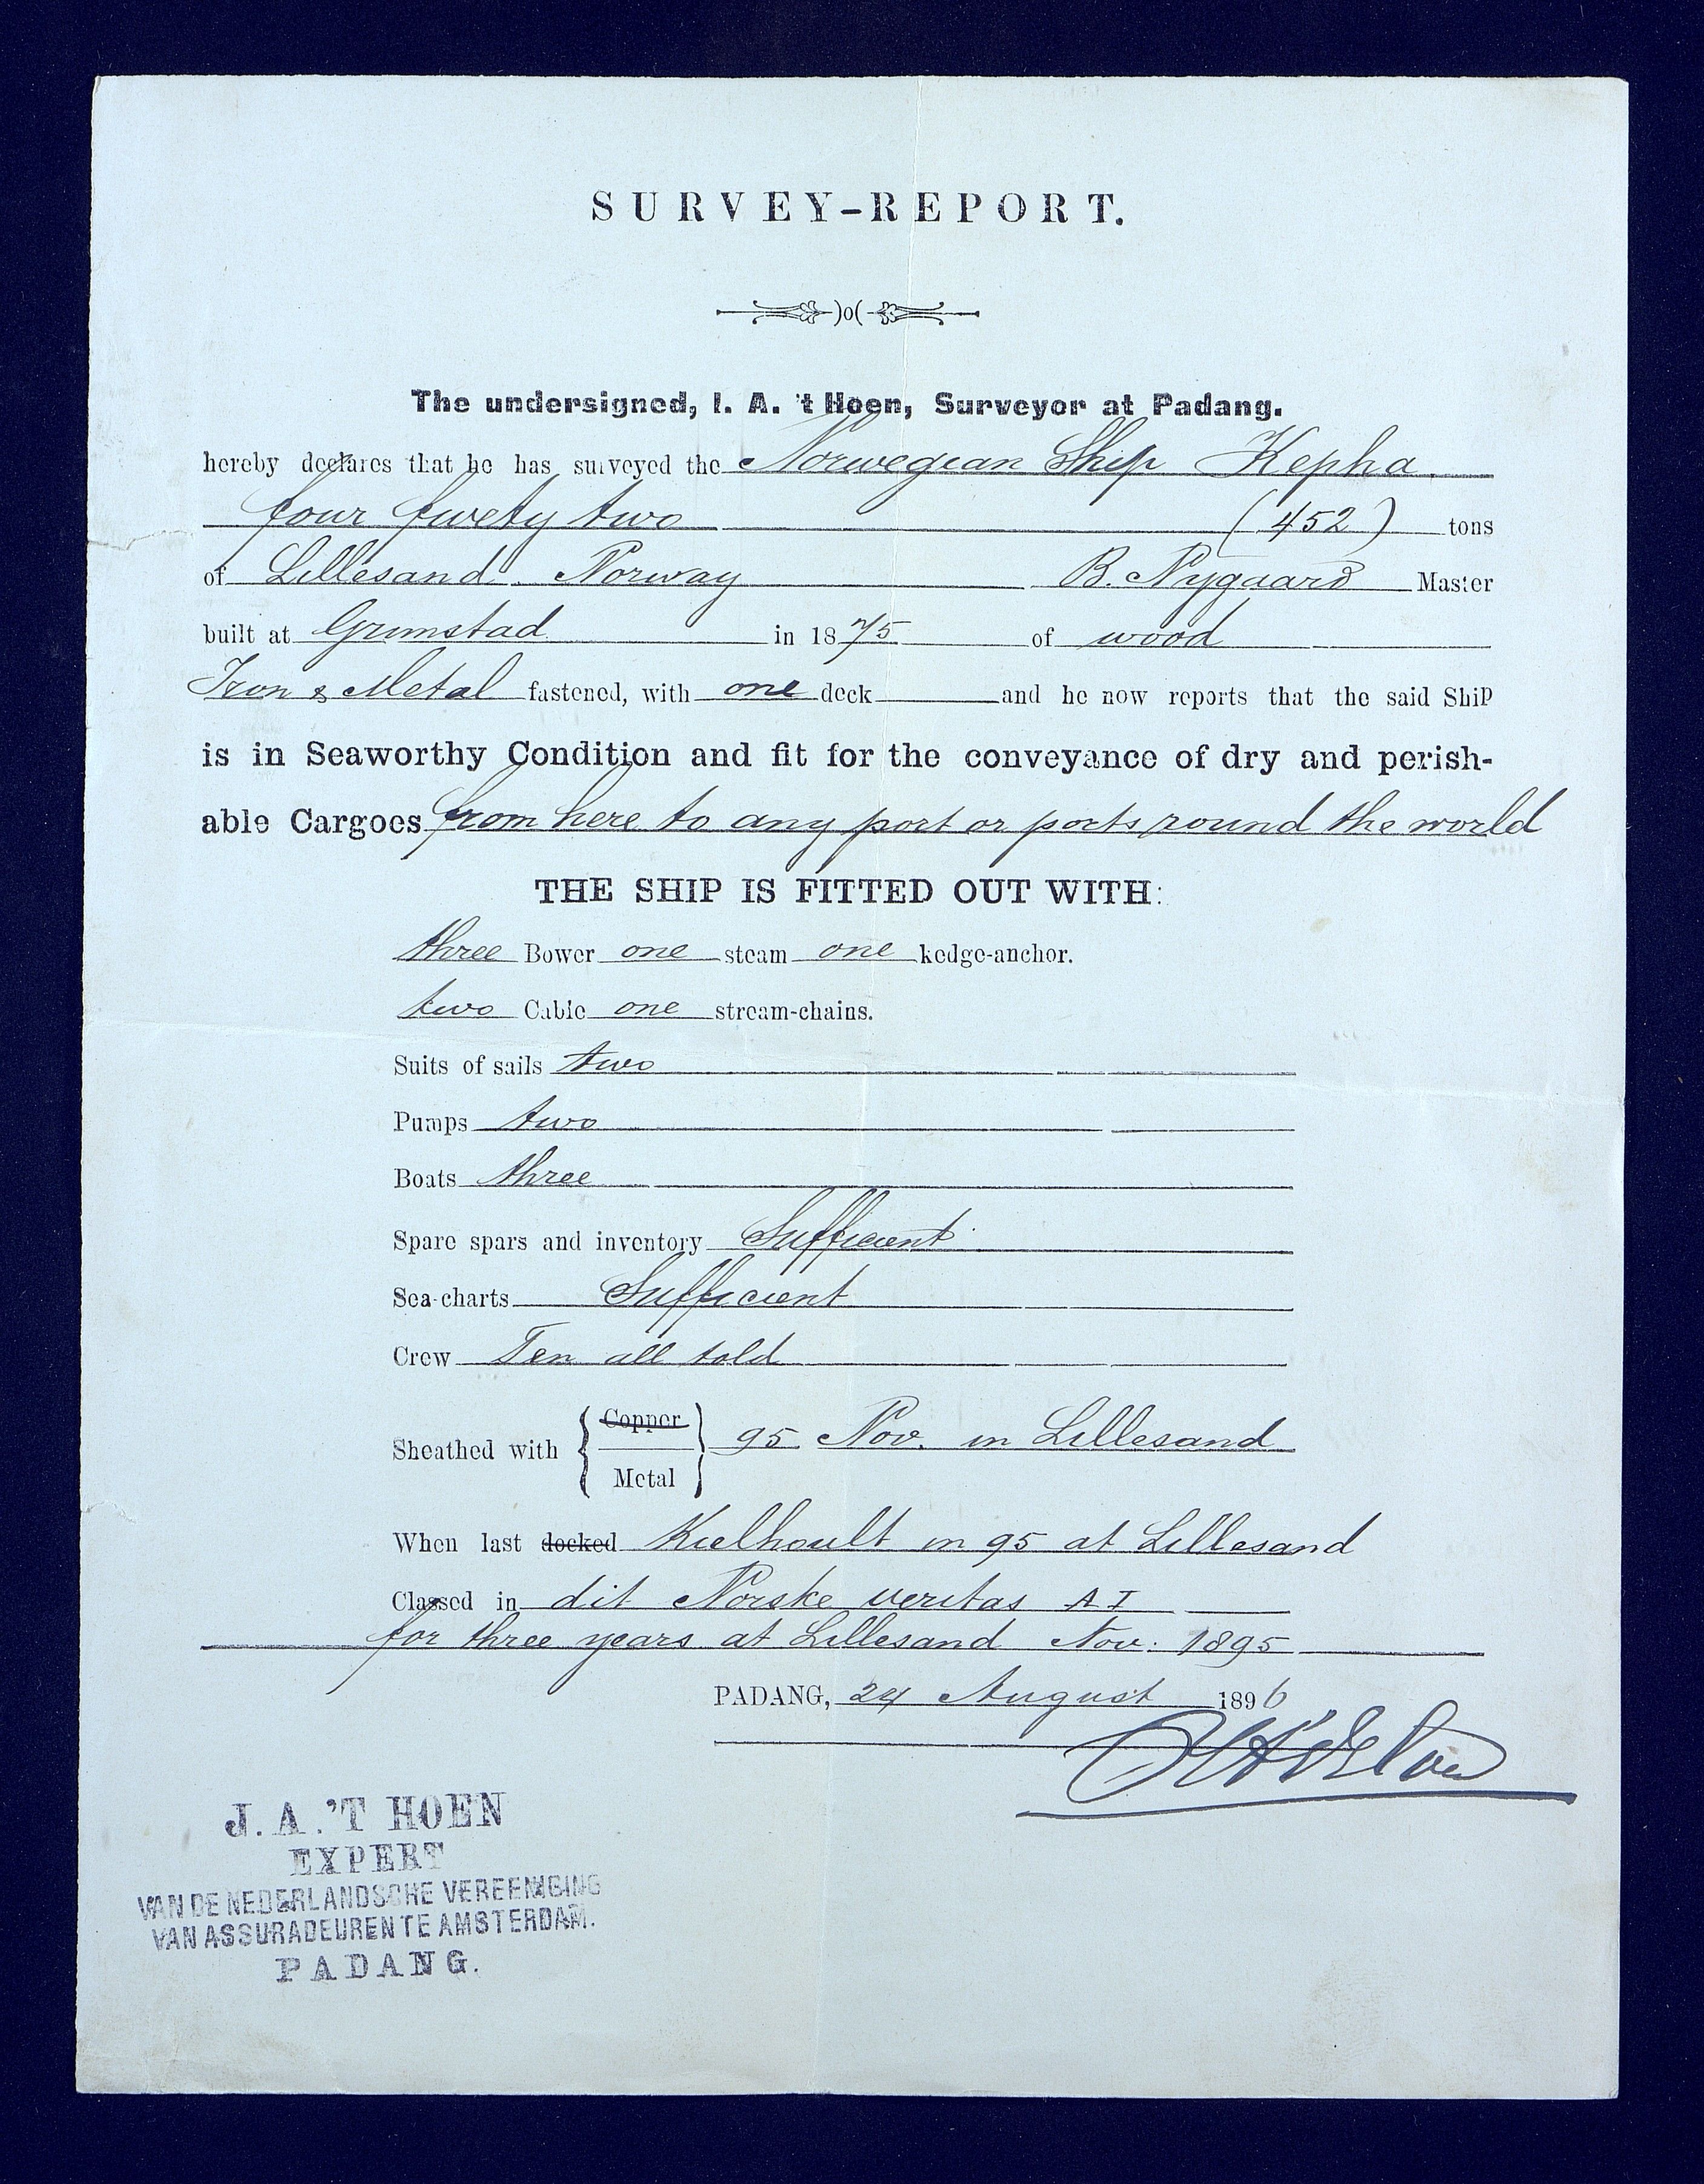 SURVEY-REPORT.
)o(
The undersigned, I. A. 't Hoen, Surveyor at Padang.
hereby declares that he has surveyed the Norwegian Ship Kepha
four fwety two (452) tons
of Lillesand Norway B. Nygaard Master
built at Grimstad in 1875 of wood
Iron & Metal fastened, with one deck and he now reports that the said Ship
is in Seaworthy Condition and fit for the conveyance of dry and perish-
able Cargoes from here to any port or ports round the world
THE SHIP IS FITTED OUT WITH:
three Bower one steam one kedge-anchor.
two Cable one stream-chains.
Suits of sails two
Pumps two
Boats three
Spare spars and inventory Sufficient
Sea-charts Sufficient
Crew Ten all told
Copper
Sheathed with { } 95 Nov. in Lillesand
Metal
When last docked Kielhoult in 95 at Lillesand
Classed in dit Norske veritas A I
for three years at Lillesand Nov. 1895
PADANG, 24 August 1896
J. A. 'T HOEN
EXPERT
VAN DE NEDERLANDSCHE VEREENIGING
VAN ASSURADEUREN TE AMSTERDAM.
PADANG.